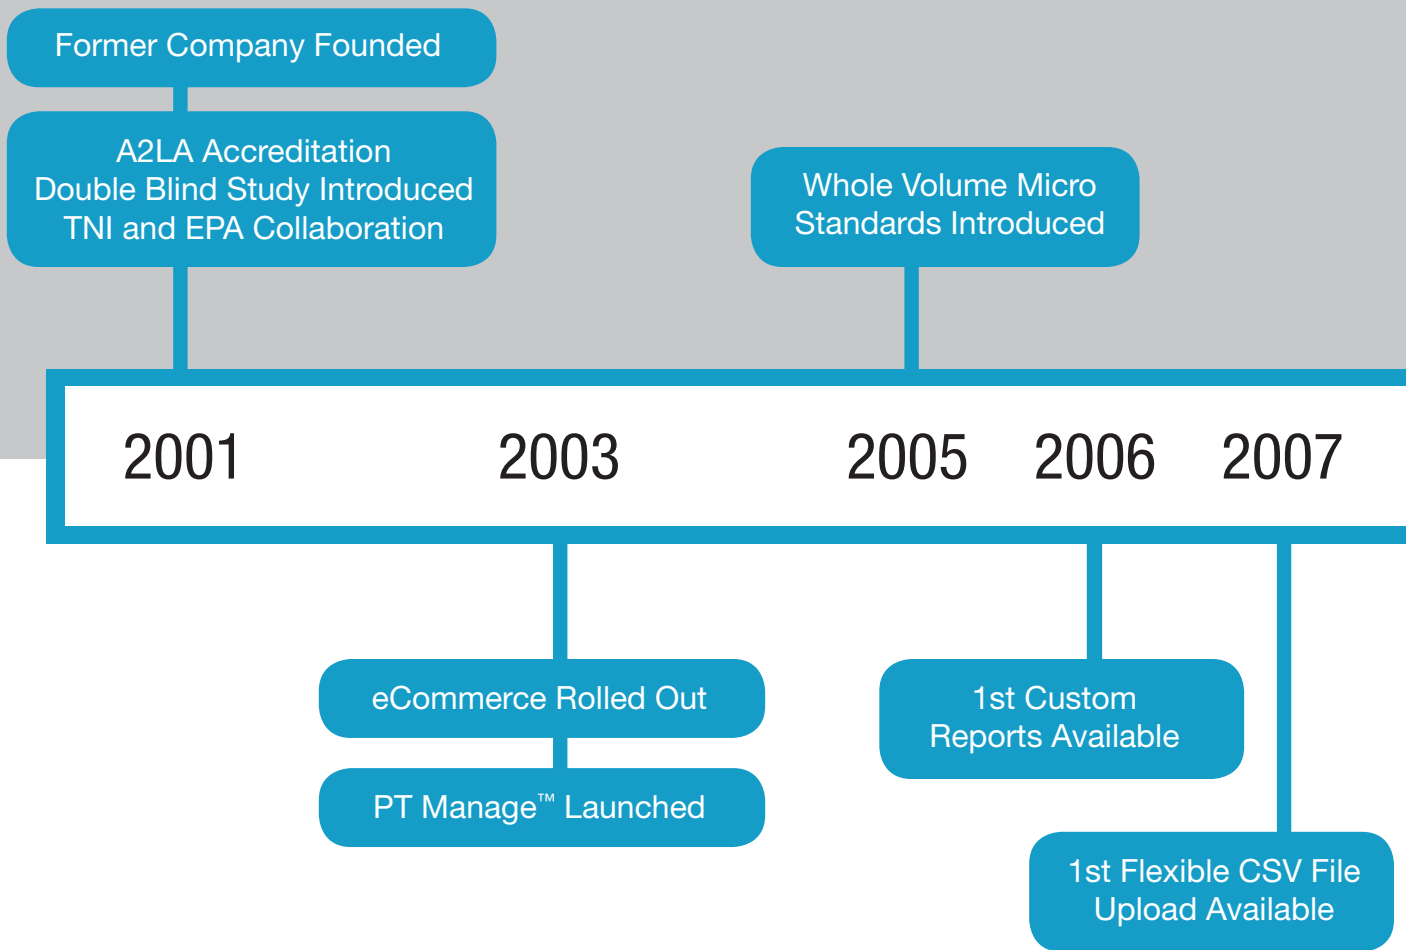 Former Company Founded
A2LA Accreditation
Double Blind Study Introduced
TNI and EPA Collaboration
Whole Volume Micro
Standards Introduced
2001
2003
2005
2006
2007
eCommerce Rolled Out
PT Manage™ Launched
1st Custom
Reports Available
1st Flexible CSV File
Upload Available